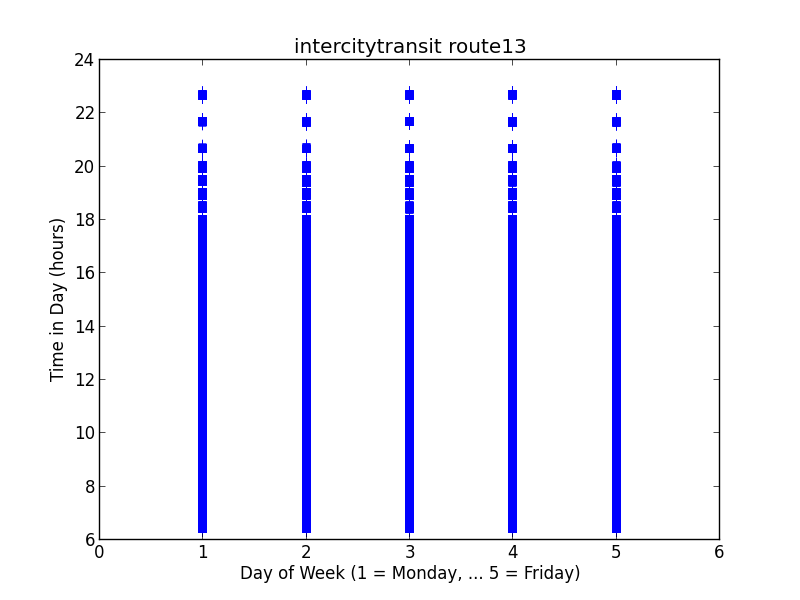 intercitytransit route13
24
22
20
18
16
14
12
10
8
6
Time in Day (hours)
0 1 2 3 4 5 6
Day of Week (1 = Monday, ... 5 = Friday)